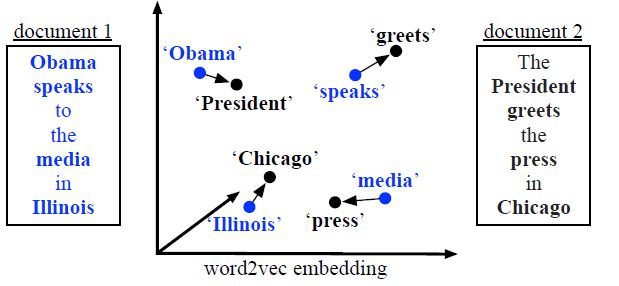 document 1
Obama
speaks
to
the
media
in
Illinois
‘Obama’
‘President’
‘greets’
‘speaks’
‘Chicago’
‘Illinois’
‘media’
‘press’
word2vec embedding
document 2
The
President
greets
the
press
in
Chicago